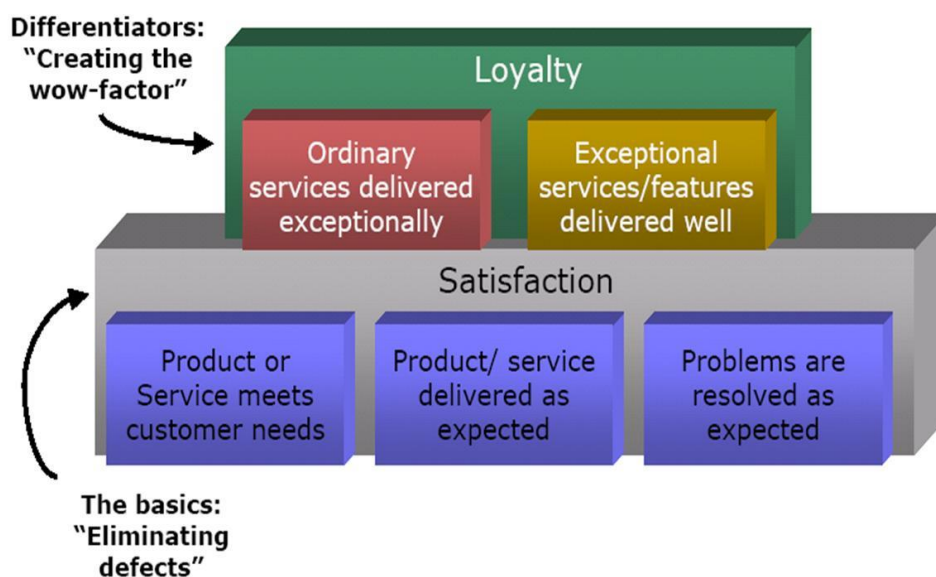 Differentiators:
“Creating the
wow-factor”
Loyalty
Ordinary
services delivered
exceptionally
Exceptional
services/features
delivered well
Satisfaction
Product or
Service meets
customer needs
Product/ service
delivered as
expected
Problems are
resolved as
expected
The basics:
“Eliminating
defects”